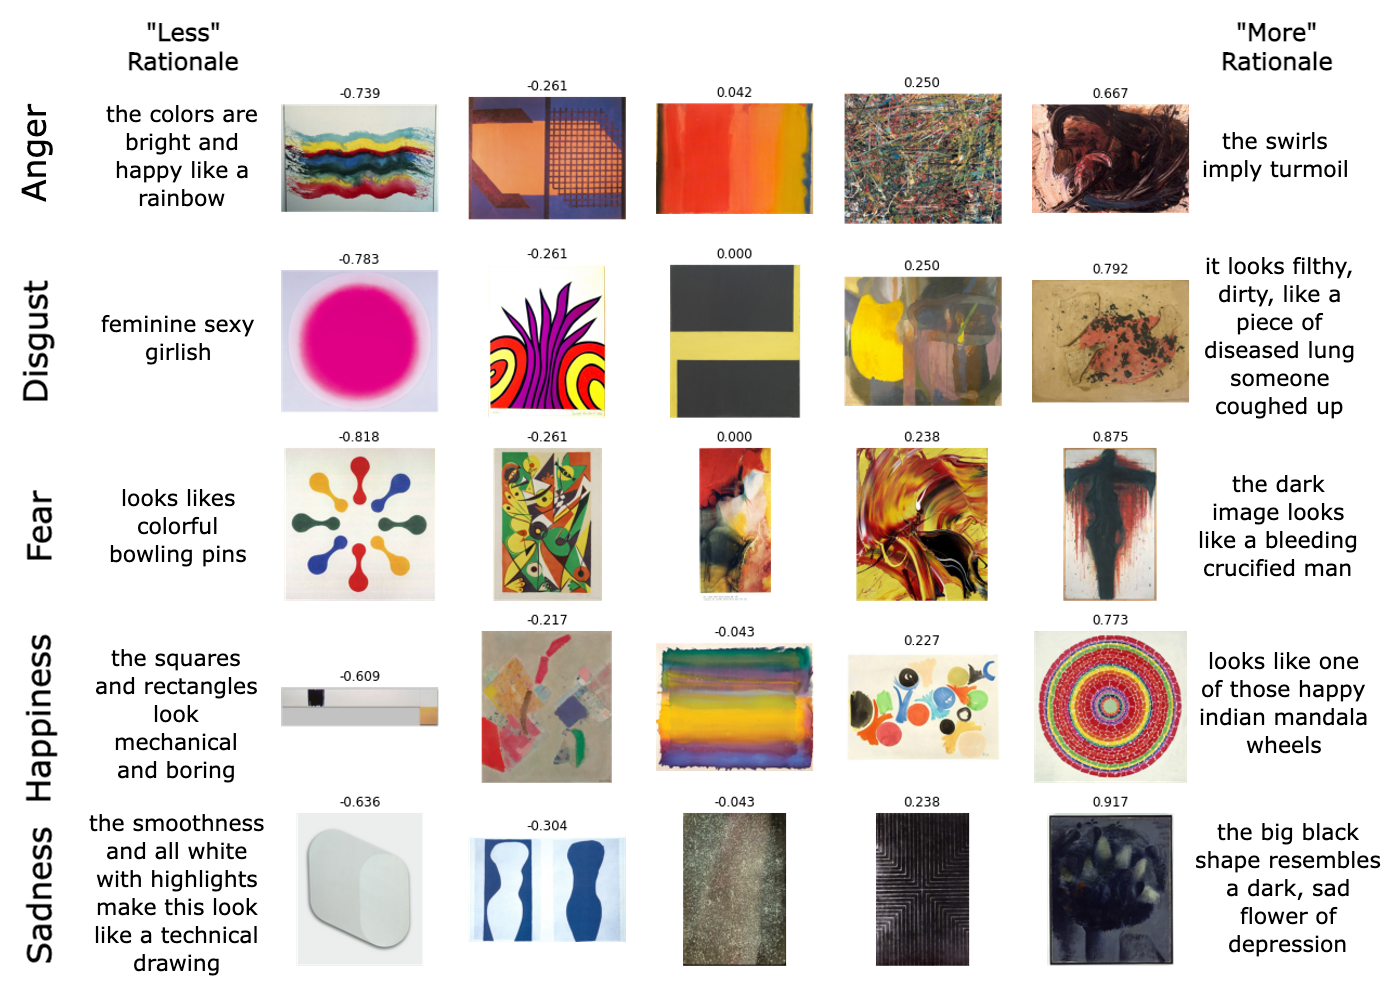 "Less"
Rationale
"More"
Rationale
Anger
the colors are
bright and
happy like a
rainbow
-0.739
-0.261
0.042
0.250
0.667
the swirls
imply turmoil
Disgust
feminine sexy
girlish
-0.783
-0.261
0.000
0.250
0.792
it looks filthy,
dirty, like a
piece of
diseased lung
someone
coughed up
Fear
looks likes
colorful
bowling pins
-0.818
-0.261
0.000
0.238
0.875
the dark
image looks
like a bleeding
crucified man
Happiness
the squares
and rectangles
look
mechanical
and boring
-0.609
-0.217
-0.043
0.227
0.773
looks like one
of those happy
indian mandala
wheels
Sadness
the smoothness
and all white
with highlights
make this look
like a technical
drawing
-0.636
-0.304
-0.043
0.238
0.917
the big black
shape resembles
a dark, sad
flower of
depression